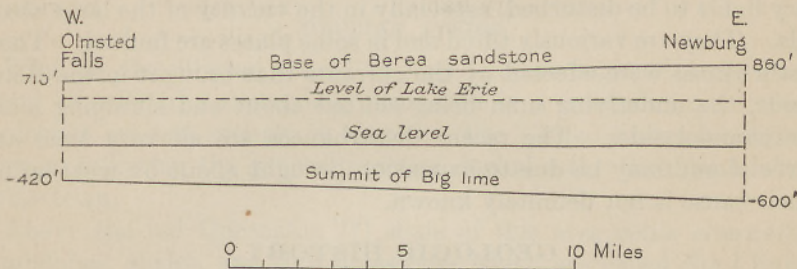 W.
E.
Olmsted
Falls
Newburg
Base of Berea sandstone
710'
860'
Level of Lake Erie
Sea level
-420'
Summit of Big lime
-600'
0
5
10 Miles